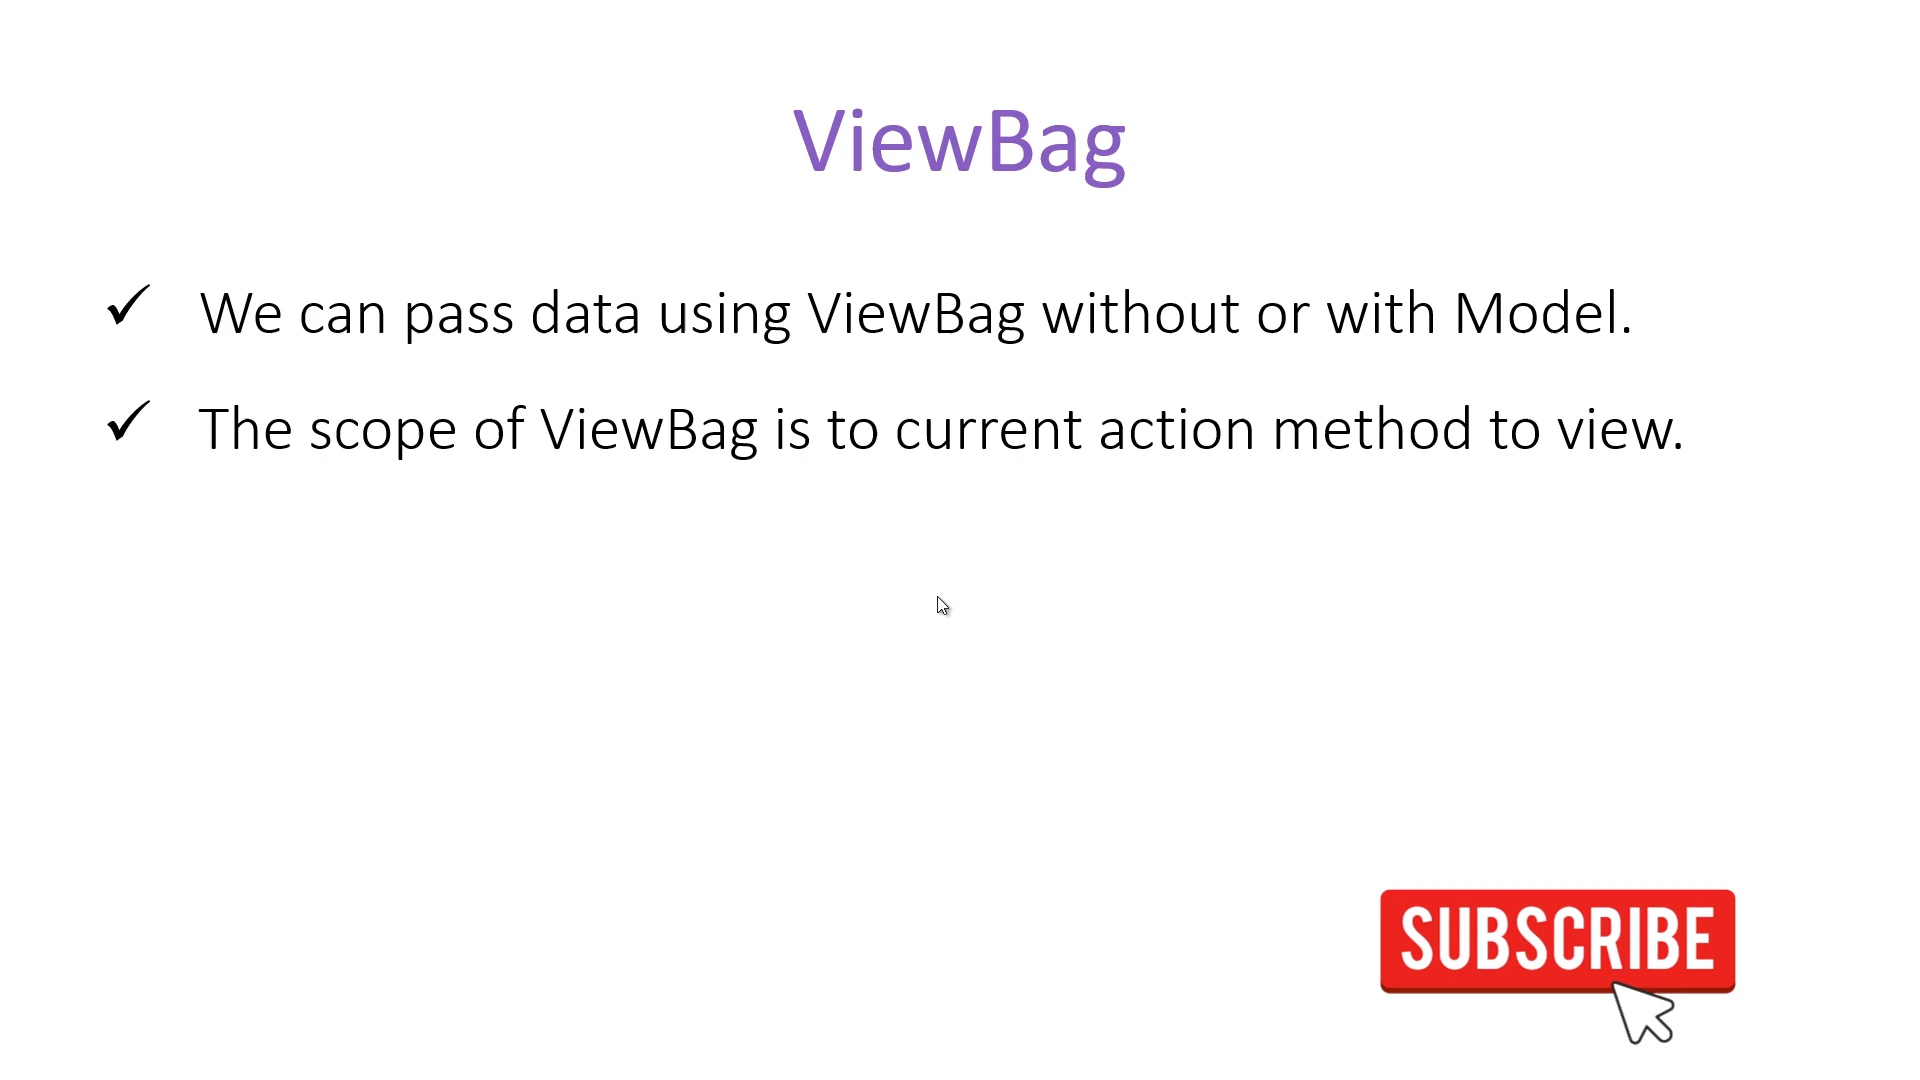 ViewBag
We can pass data using ViewBag without or with Model.
The scope of ViewBag is to current action method to view.
SUBSCRIBE